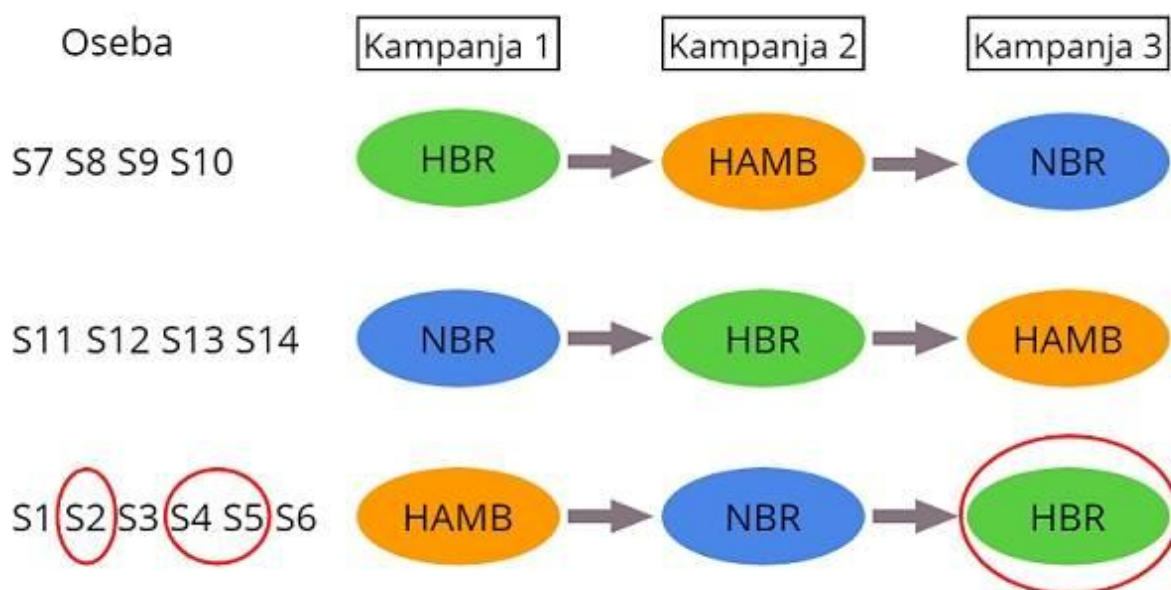 Oseba Kampanja 1 Kampanja 2 Kampanja 3
S7 S8 S9 S10 HBR HAMB NBR
S11 S12 S13 S14 NBR HBR HAMB
S1 S2 S3 S4 S5 S6 HAMB NBR HBR